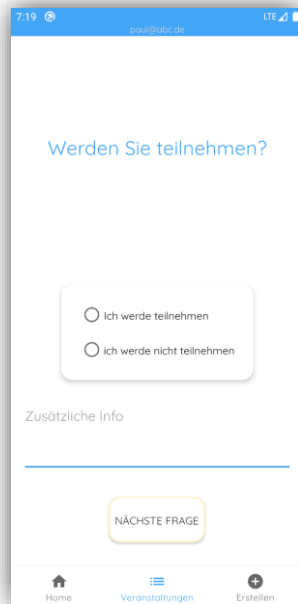 7:19 LTE
paul@abc.de
Werden Sie teilnehmen?
Ich werde teilnehmen
ich werde nicht teilnehmen
Zusätzliche Info
NÄCHSTE FRAGE
Home Veranstaltungen Erstellen